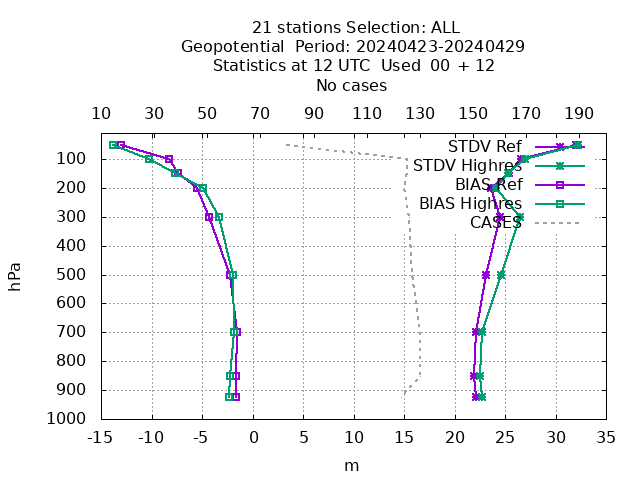 21 stations Selection: ALL
Geopotential  Period: 20240423-20240429
Statistics at 12 UTC  Used  00 + 12
No cases
10 30 50 70 90 110 130 150 170 190
STDV Ref
STDV Highres
BIAS Ref
BIAS Highres
CASES
100
200
300
400
500
600
700
800
900
1000
hPa
-15 -10 -5 0 5 10 15 20 25 30 35
m